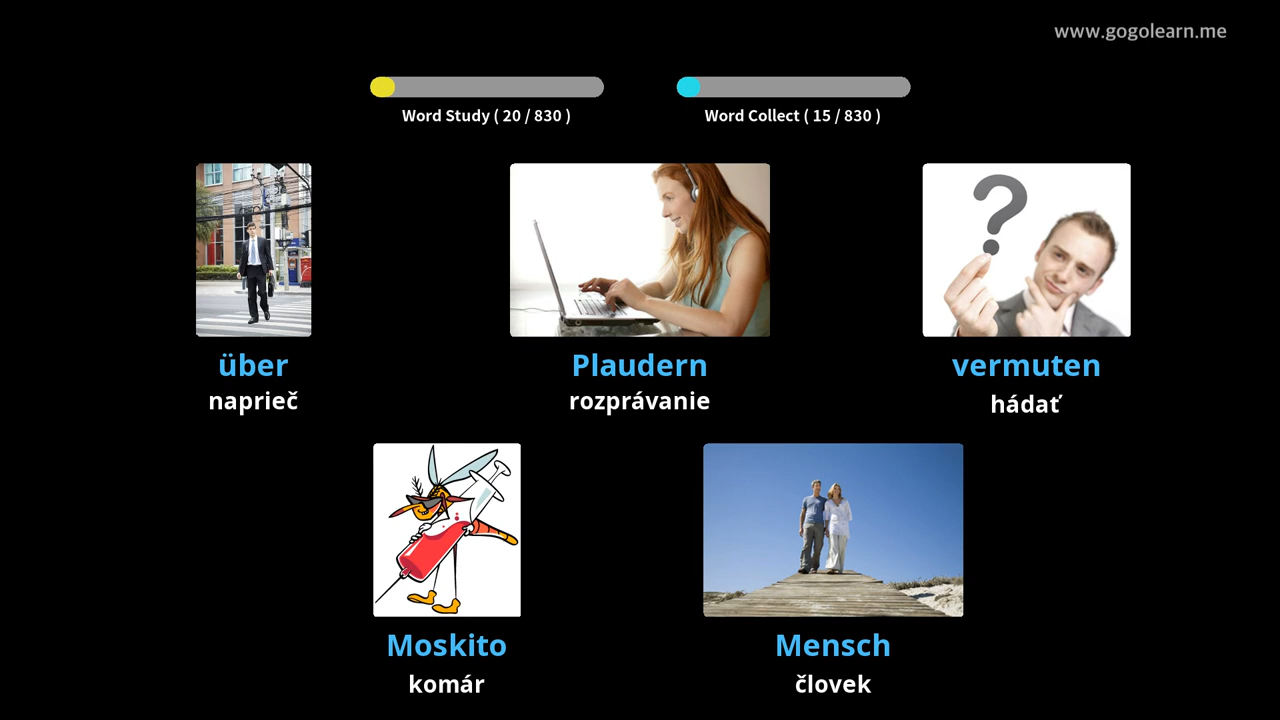 www.gogolearn.me
Word Study ( 20 / 830 )
Word Collect ( 15 / 830 )
über
naprieč
Plaudern
rozprávanie
vermuten
hádať
Moskito
komár
Mensch
človek